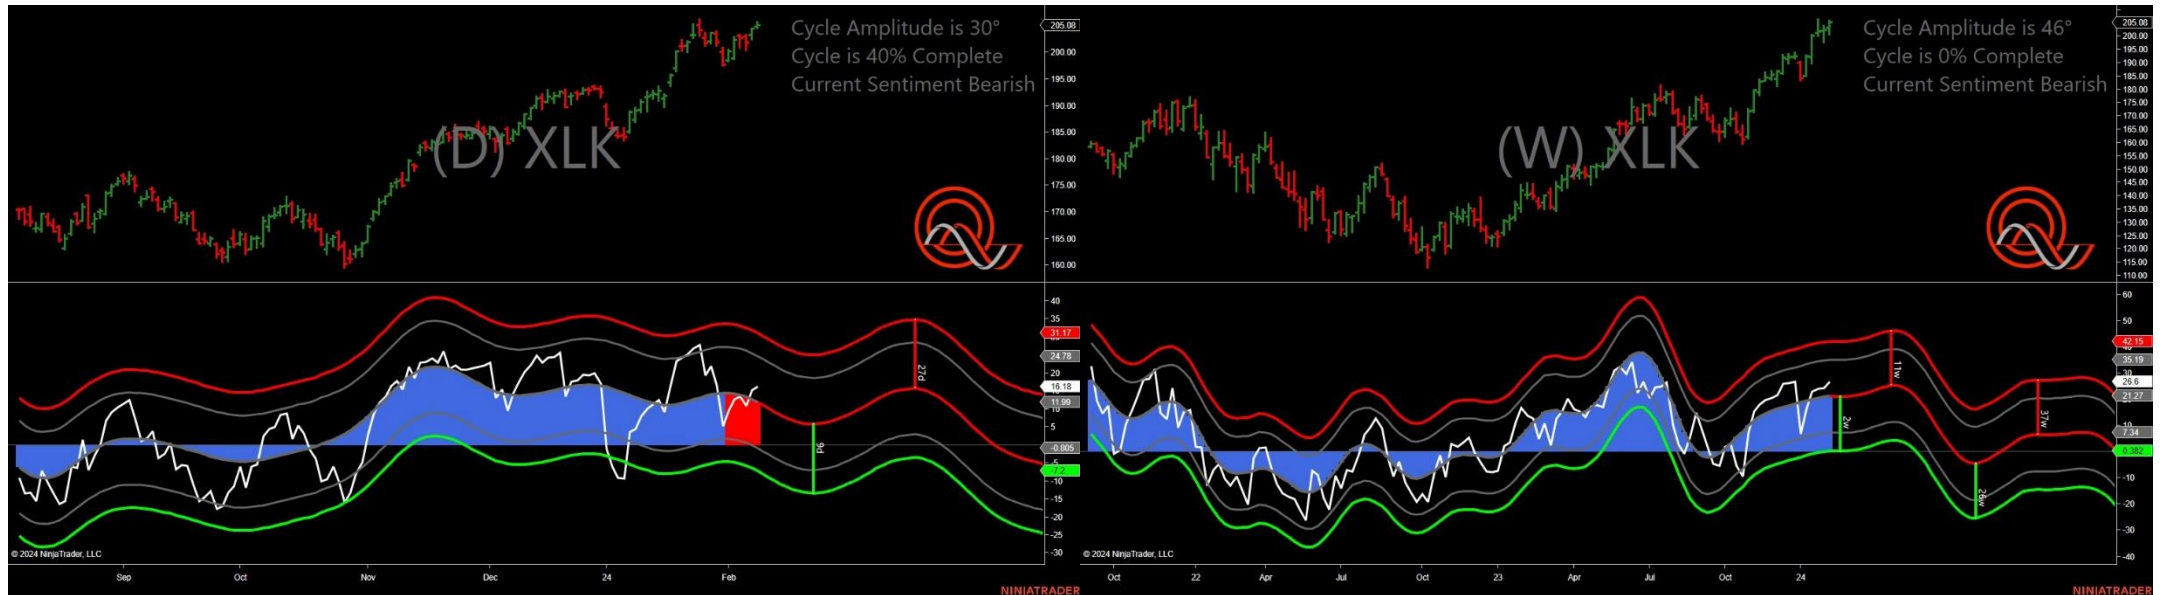 Cycle Amplitude is 30°
Cycle is 40% Complete
Current Sentiment Bearish
(D) XLK
205.08
200.00
195.00
190.00
185.00
180.00
175.00
170.00
165.00
160.00
40
35
31.17
24.78
16.18
11.99
5
-0.805
-5
-7.2
-10
-15
-20
-25
-30
27d
9d
© 2024 NinjaTrader, LLC
Sep
Oct
Nov
Dec
24
Feb
NINJATRADER
Cycle Amplitude is 46°
Cycle is 0% Complete
Current Sentiment Bearish
(W) XLK
205.08
200.00
190.00
185.00
180.00
175.00
170.00
165.00
160.00
155.00
150.00
145.00
140.00
135.00
130.00
125.00
120.00
115.00
110.00
60
50
42.15
35.19
30
26.6
21.27
7.34
0.382
-10
-20
-30
-40
11w
2w
37w
26w
© 2024 NinjaTrader, LLC
Oct
22
Apr
Jul
Oct
23
Apr
Jul
Oct
24
NINJATRADER